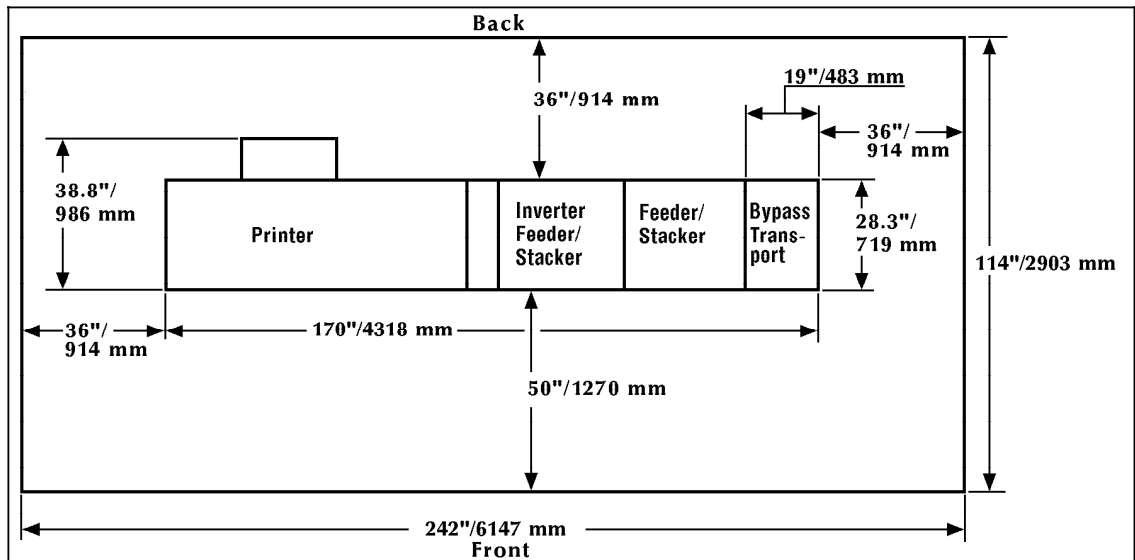 Back
19"/483 mm
36"/914 mm
36"/
914 mm
38.8"/
986 mm
Printer
Inverter
Feeder/
Stacker
Feeder/
Stacker
Bypass
Trans-
port
28.3"/
719 mm
114"/2903 mm
36"/
914 mm
170"/4318 mm
50"/1270 mm
242"/6147 mm
Front